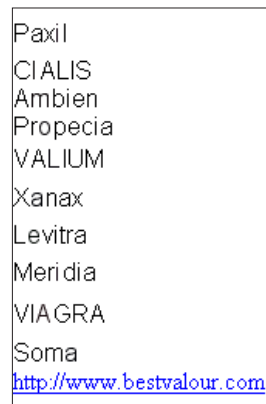 Paxil
CIALIS
Ambien
Propecia
VALIUM
Xanax
Levitra
Meridia
VIAGRA
Soma
http://www.bestvalour.com